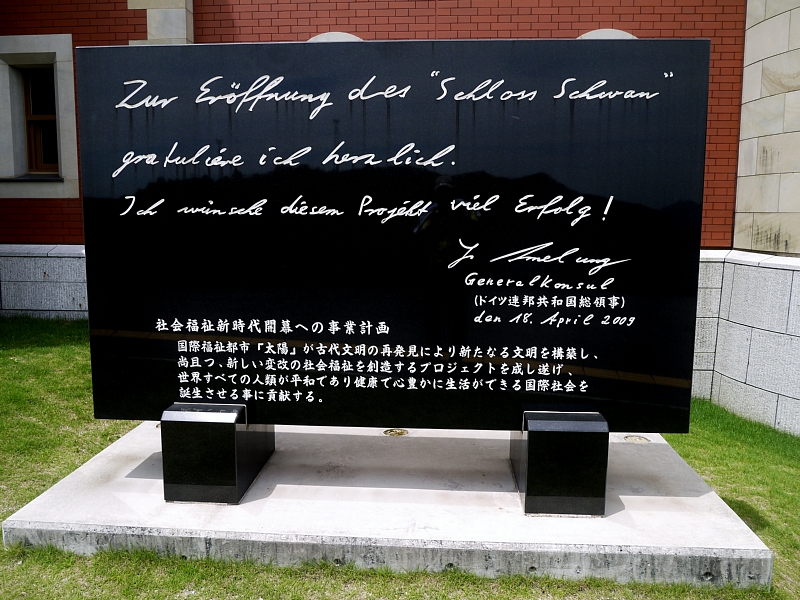 Zur Eröffnung des "Schloss Schwan"
gratuliere ich herzlich.
Ich wünsche diesem Projekt viel Erfolg!
Amelung
Generalkonsul
(ドイツ連邦共和国総領事)
den 18. April 2009
社会福祉新時代開幕への事業計画
国際福祉都市「太陽」が古代文明の再発見により新たなる文明を構築し、
尚且つ、新しい変改の社会福祉を創造するプロジェクトを成し遂げ、
世界すべての人類が平和であり健康で心豊かに生活ができる国際社会を
誕生させる事に貢献する。